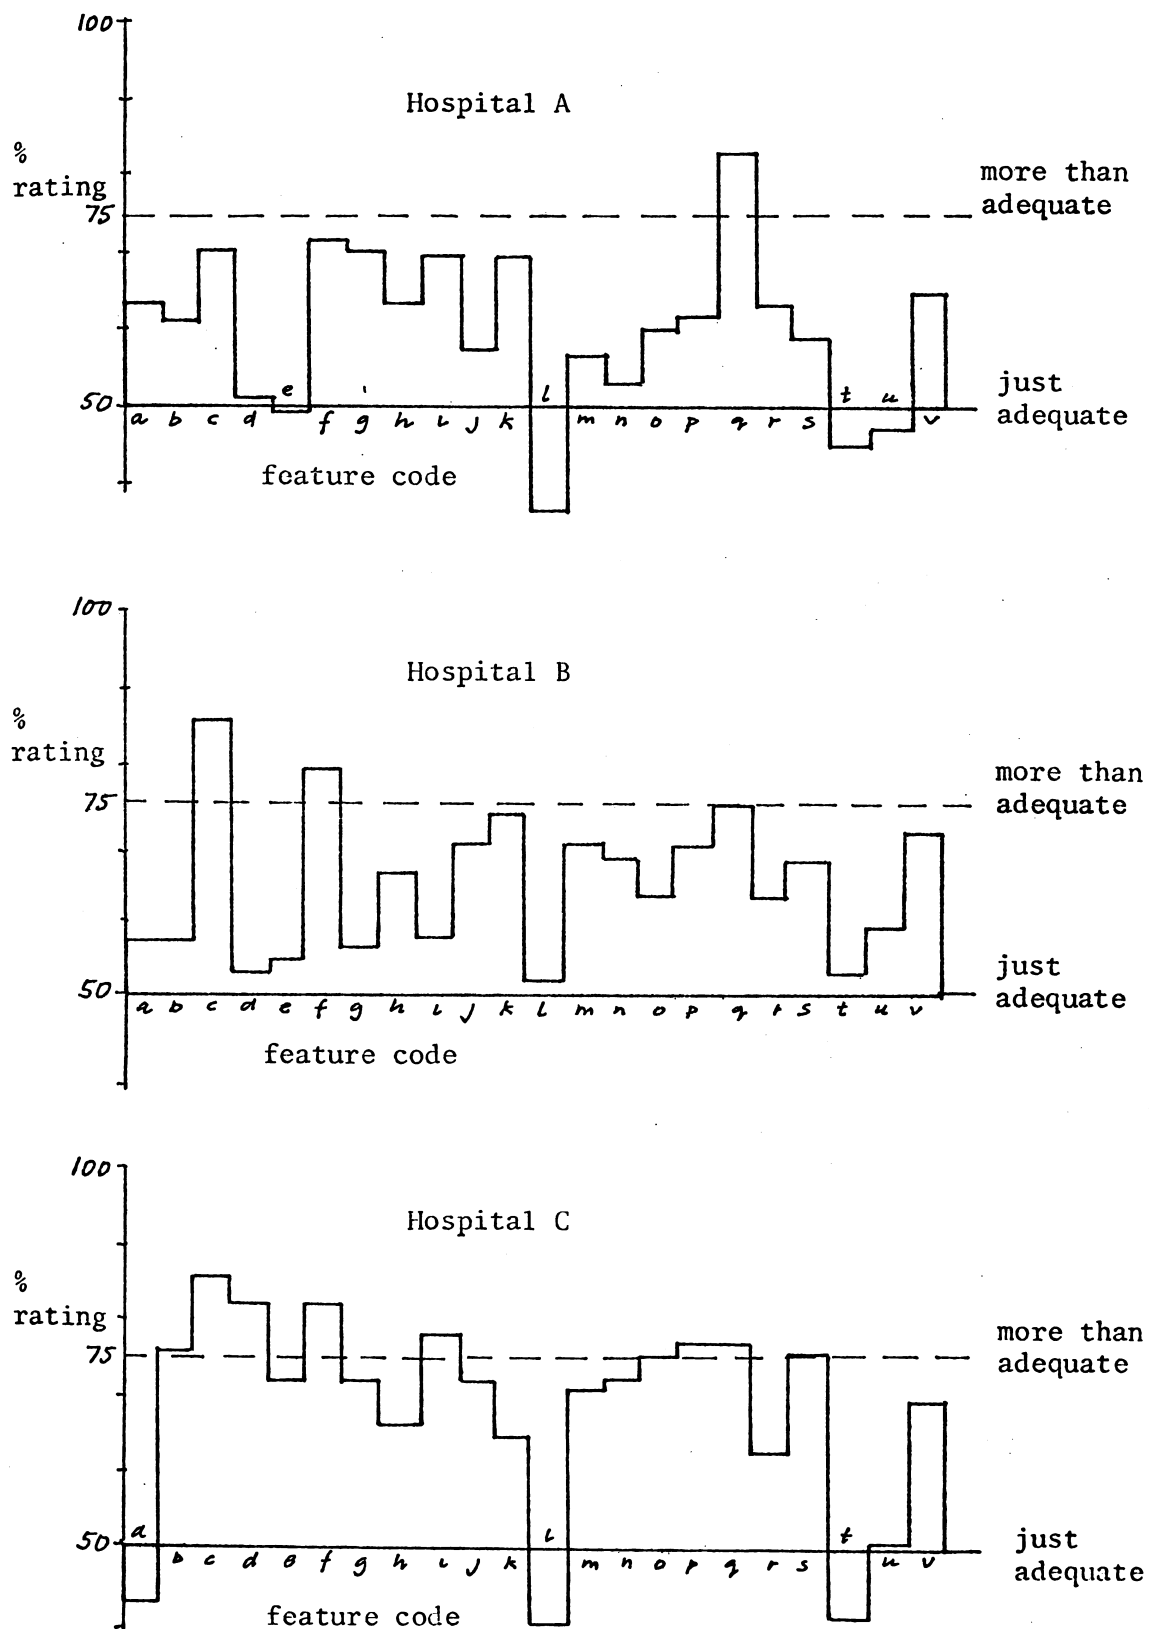 100
Hospital A
%
rating
more than
adequate
75
e l t u
50
just
adequate
a b c d f g h i j k m n o p q r s v
feature code
100
Hospital B
%
rating
more than
adequate
75
just
adequate
50
a b c d e f g h i j k l m n o p q r s t u v
feature code
100
Hospital C
%
rating
more than
adequate
75
a l t
50
just
adequate
b c d e f g h i j k m n o p q r s u v
feature code